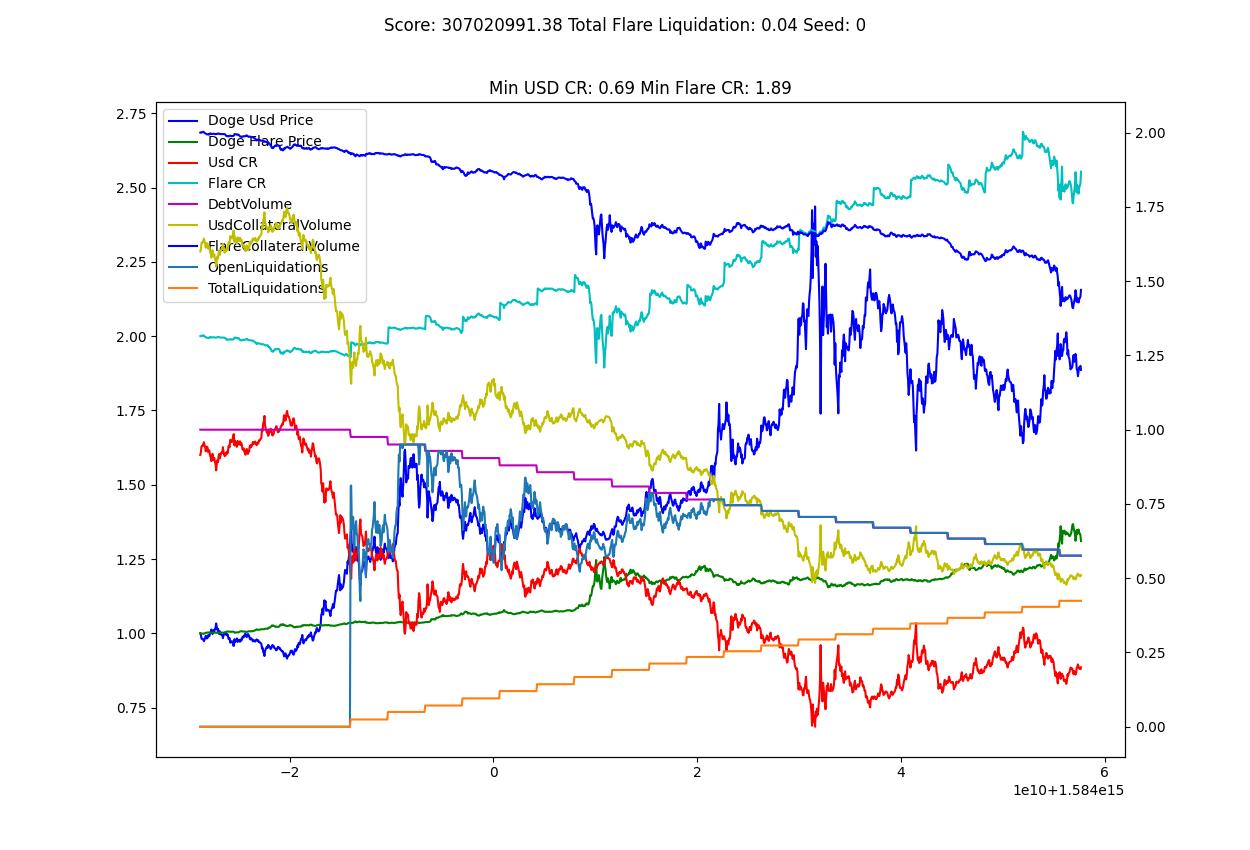 Score: 307020991.38 Total Flare Liquidation: 0.04 Seed: 0
Min USD CR: 0.69 Min Flare CR: 1.89
Doge Usd Price
Doge Flare Price
Usd CR
Flare CR
DebtVolume
UsdCollateralVolume
FlareCollateralVolume
OpenLiquidations
TotalLiquidations
2.75
2.50
2.25
2.00
1.75
1.50
1.25
1.00
0.75
2.00
1.75
1.50
1.25
1.00
0.75
0.50
0.25
0.00
−2
0
2
4
6
1e10+1.584e15